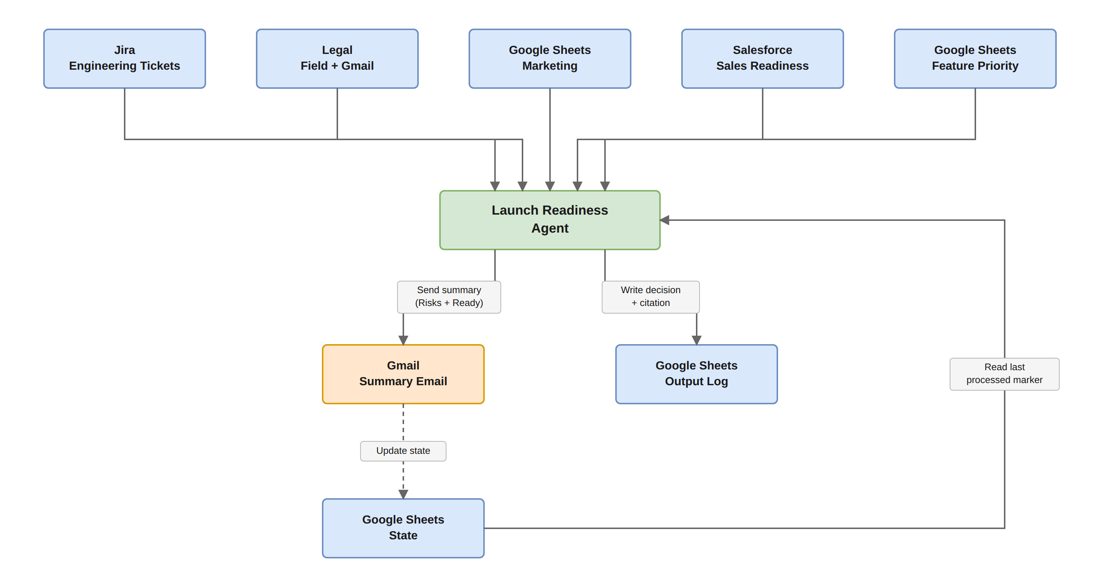 Jira
Engineering Tickets
Legal
Field + Gmail
Google Sheets
Marketing
Salesforce
Sales Readiness
Google Sheets
Feature Priority
Launch Readiness
Agent
Send summary
(Risks + Ready)
Write decision
+ citation
Gmail
Summary Email
Google Sheets
Output Log
Read last
processed marker
Update state
Google Sheets
State